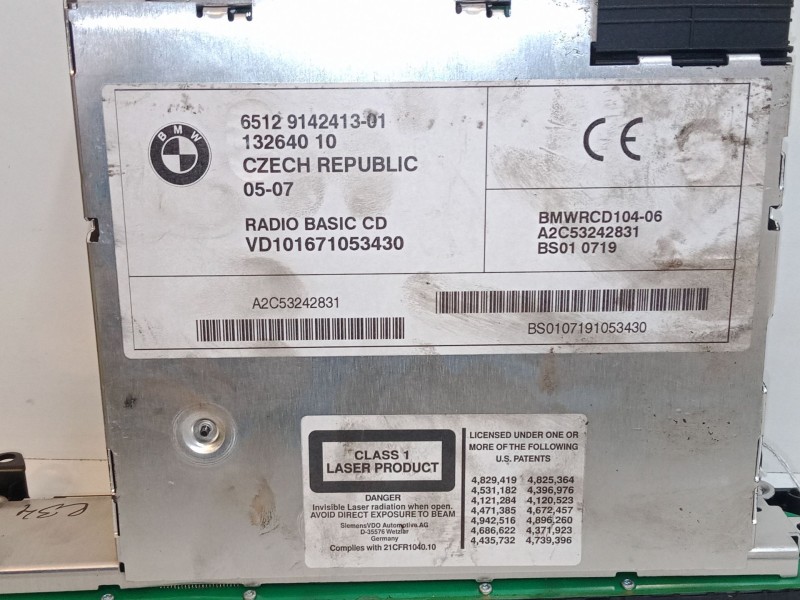 BMW
6512 9142413-01
132640 10
CZECH REPUBLIC
05-07
RADIO BASIC CD
VD101671053430
CE
BMWRCD104-06
A2C53242831
BS01 0719
A2C53242831
BS0107191053430
CLASS 1
LASER PRODUCT
DANGER
Invisible Laser radiation when open.
AVOID DIRECT EXPOSURE TO BEAM
SiemensVDO Automotive AG
D-35576 Wetzlar
Germany
Complies with 21CFR1040.10
LICENSED UNDER ONE OR
MORE OF THE FOLLOWING
U.S. PATENTS
4,829,419 4,825,364
4,531,182 4,396,976
4,121,284 4,120,523
4,471,385 4,672,457
4,942,516 4,896,260
4,686,622 4,371,923
4,435,732 4,739,396